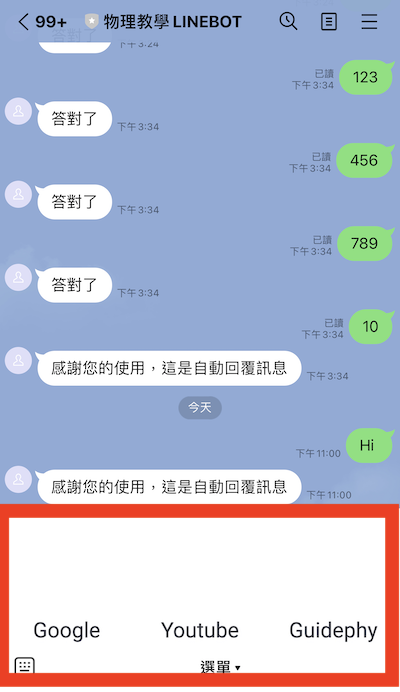 99+ 物理教學 LINEBOT
答對了
下午3:24
已讀
下午3:34
123
答對了
下午3:34
已讀
下午3:34
456
答對了
下午3:34
已讀
下午3:34
789
答對了
下午3:34
已讀
下午3:34
10
感謝您的使用，這是自動回覆訊息
下午3:34
今天
下午11:00
Hi
感謝您的使用，這是自動回覆訊息
下午11:00
Google Youtube Guidephy
選單▼